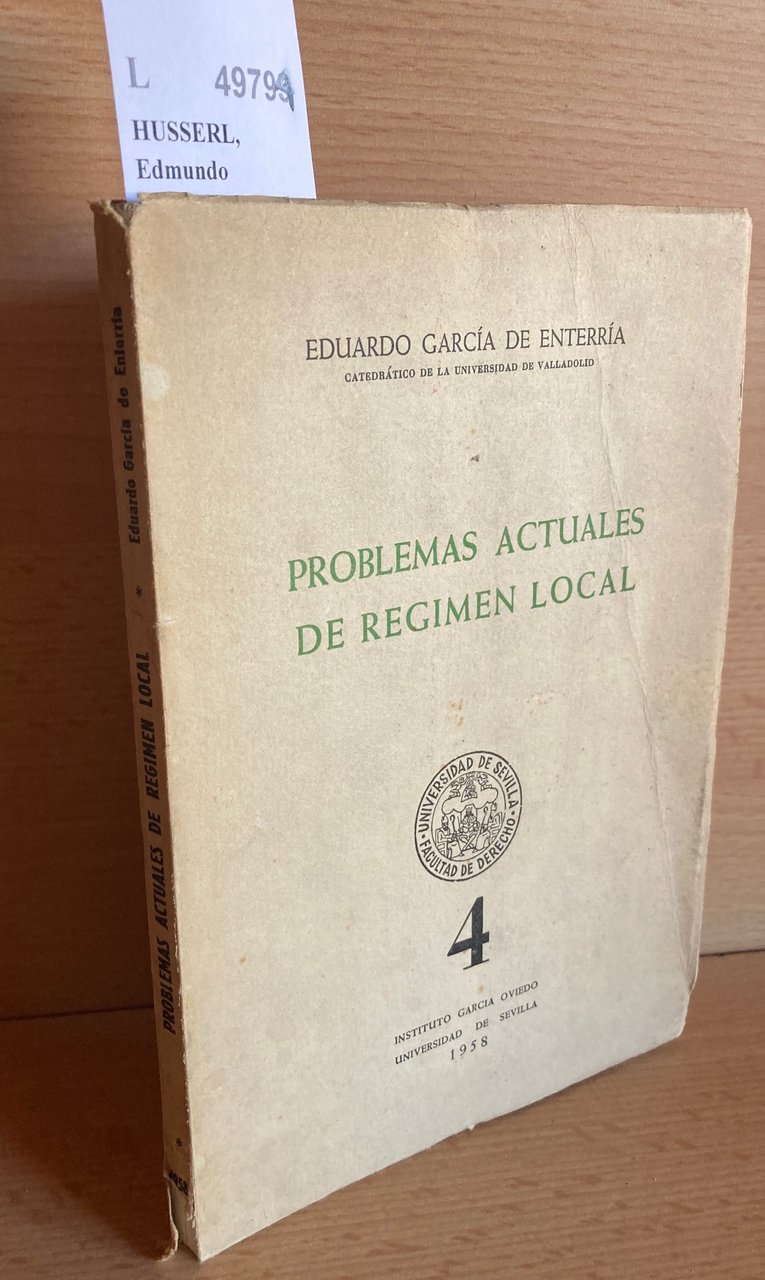 L 49799
HUSSERL,
Edmundo
EDUARDO GARCÍA DE ENTERRÍA
CATEDRÁTICO DE LA UNIVERSIDAD DE VALLADOLID
PROBLEMAS ACTUALES
DE REGIMEN LOCAL
UNIVERSIDAD DE SEVILLA
FACULTAD DE DERECHO
4
INSTITUTO GARCIA OVIEDO
UNIVERSIDAD DE SEVILLA
1958
PROBLEMAS ACTUALES DE REGIMEN LOCAL * Eduardo García de Enterría
* 1958